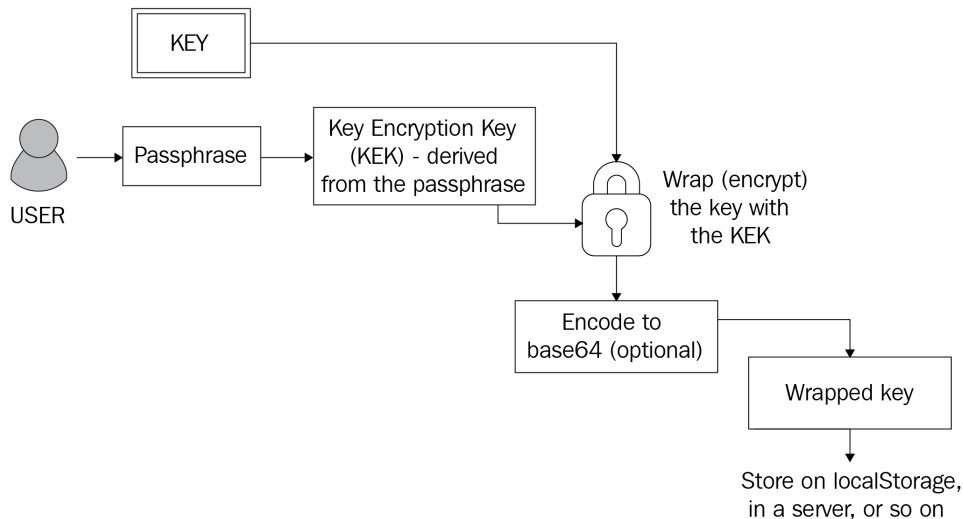 KEY
USER
Passphrase
Key Encryption Key
(KEK) - derived
from the passphrase
Wrap (encrypt)
the key with
the KEK
Encode to
base64 (optional)
Wrapped key
Store on localStorage,
in a server, or so on